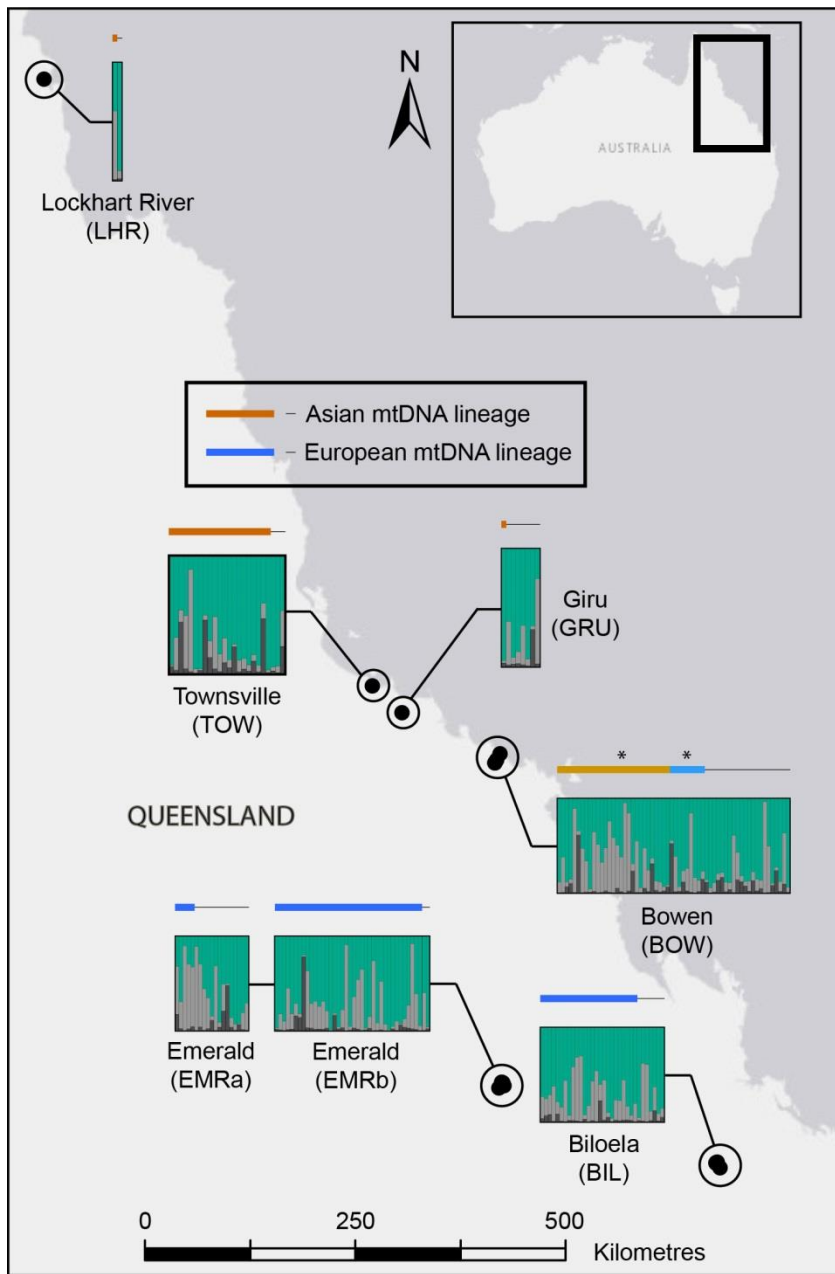 N
AUSTRALIA
Lockhart River
(LHR)
Asian mtDNA lineage
European mtDNA lineage
Giru
(GRU)
Townsville
(TOW)
* *
QUEENSLAND
Bowen
(BOW)
Emerald
(EMRa)
Emerald
(EMRb)
Biloela
(BIL)
0 250 500
Kilometres